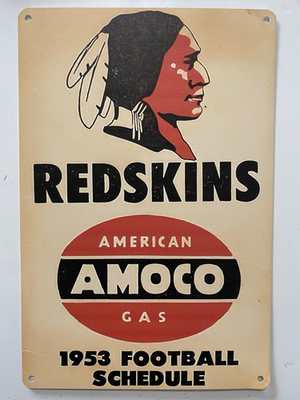 REDSKINS
AMERICAN
AMOCO
GAS
1953 FOOTBALL
SCHEDULE